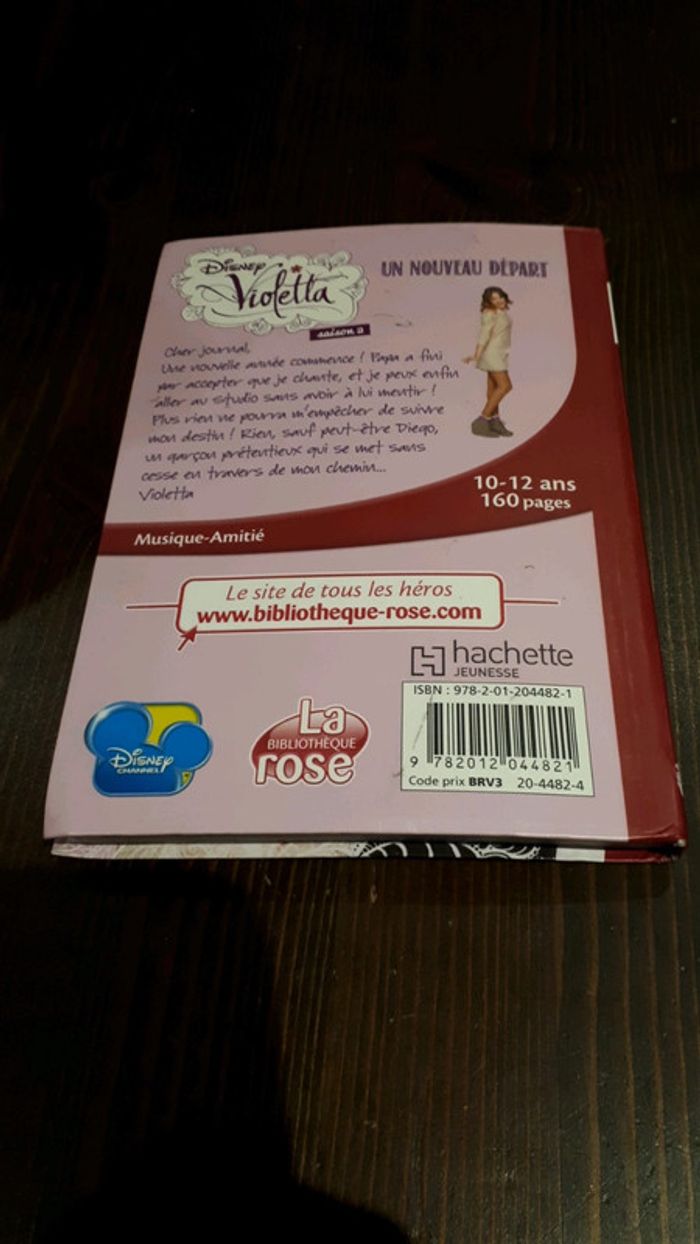 Disney
Violetta
saison 2
UN NOUVEAU DÉPART
Cher journal,
Une nouvelle année commence ! Papa a fini
par accepter que je chante, et je peux enfin
aller au Studio sans avoir à lui mentir !
Plus rien ne pourra m'empêcher de suivre
mon destin ! Rien, sauf peut-être Diego,
un garçon prétentieux qui se met sans
cesse en travers de mon chemin...
Violetta
10-12 ans
160 pages
Musique-Amitié
Le site de tous les héros
www.bibliotheque-rose.com
hachette
JEUNESSE
ISBN : 978-2-01-204482-1
9 782012 044821
Code prix BRV3 20-4482-4
Disney
CHANNEL
La
BIBLIOTHÈQUE
rose